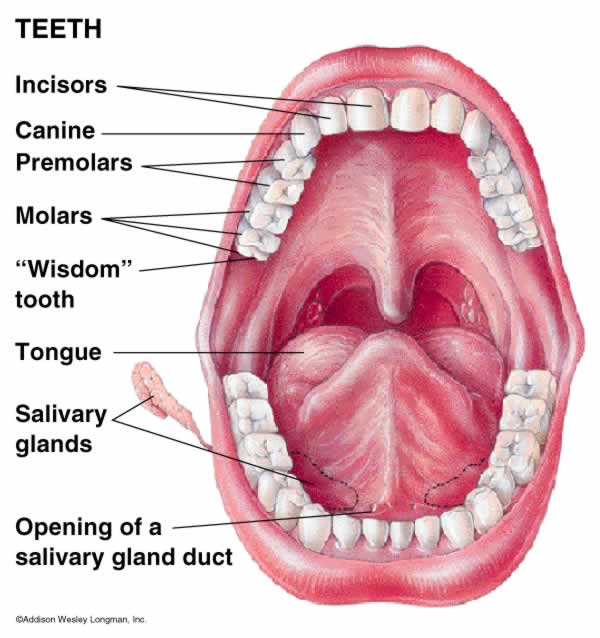 TEETH
Incisors
Canine
Premolars
Molars
“Wisdom”
tooth
Tongue
Salivary
glands
Opening of a
salivary gland duct
©Addison Wesley Longman, Inc.